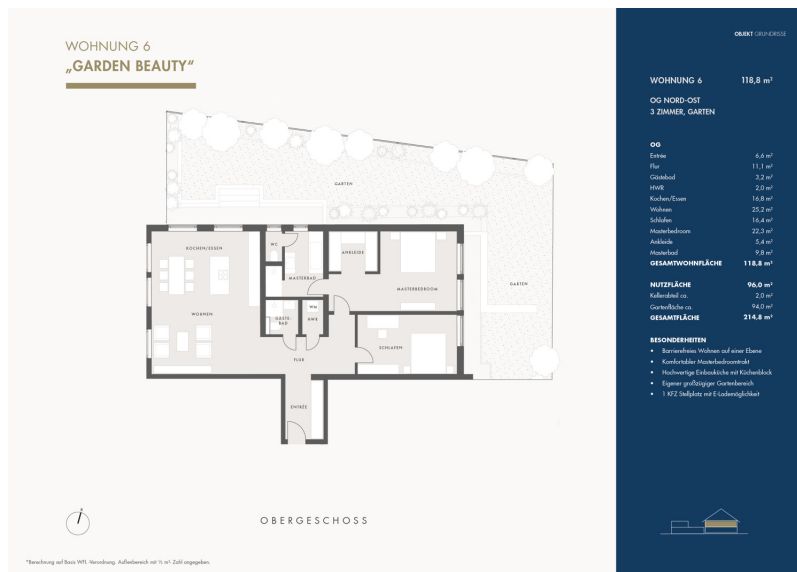 WOHNUNG 6
„GARDEN BEAUTY“
GARTEN
GARTEN
KOCHEN/ESSEN
WC
MASTERBAD
ANKLEIDE
MASTERBEDROOM
WOHNEN
GÄSTE-
BAD
WM
HWR
SCHLAFEN
FLUR
ENTRÉE
OBERGESCHOSS
*Berechnung auf Basis WFL.-Verordnung. Außenbereich mit ½ m². Zahl angegeben.
OBJEKT GRUNDRISSE
WOHNUNG 6 118,8 m²
OG NORD-OST
3 ZIMMER, GARTEN
OG
Entrée 6,6 m²
Flur 11,1 m²
Gästebad 3,2 m²
HWR 2,0 m²
Kochen/Essen 16,8 m²
Wohnen 25,2 m²
Schlafen 16,4 m²
Masterbedroom 22,3 m²
Ankleide 5,4 m²
Masterbad 9,8 m²
GESAMTWOHNFLÄCHE 118,8 m²
NUTZFLÄCHE 96,0 m²
Kellerabteil ca. 2,0 m²
Gartenfläche ca. 94,0 m²
GESAMTFLÄCHE 214,8 m²
BESONDERHEITEN
• Barrierefreies Wohnen auf einer Ebene
• Komfortabler Masterbedroomtrakt
• Hochwertige Einbauküche mit Küchenblock
• Eigener großzügiger Gartenbereich
• 1 KFZ Stellplatz mit E-Lademöglichkeit